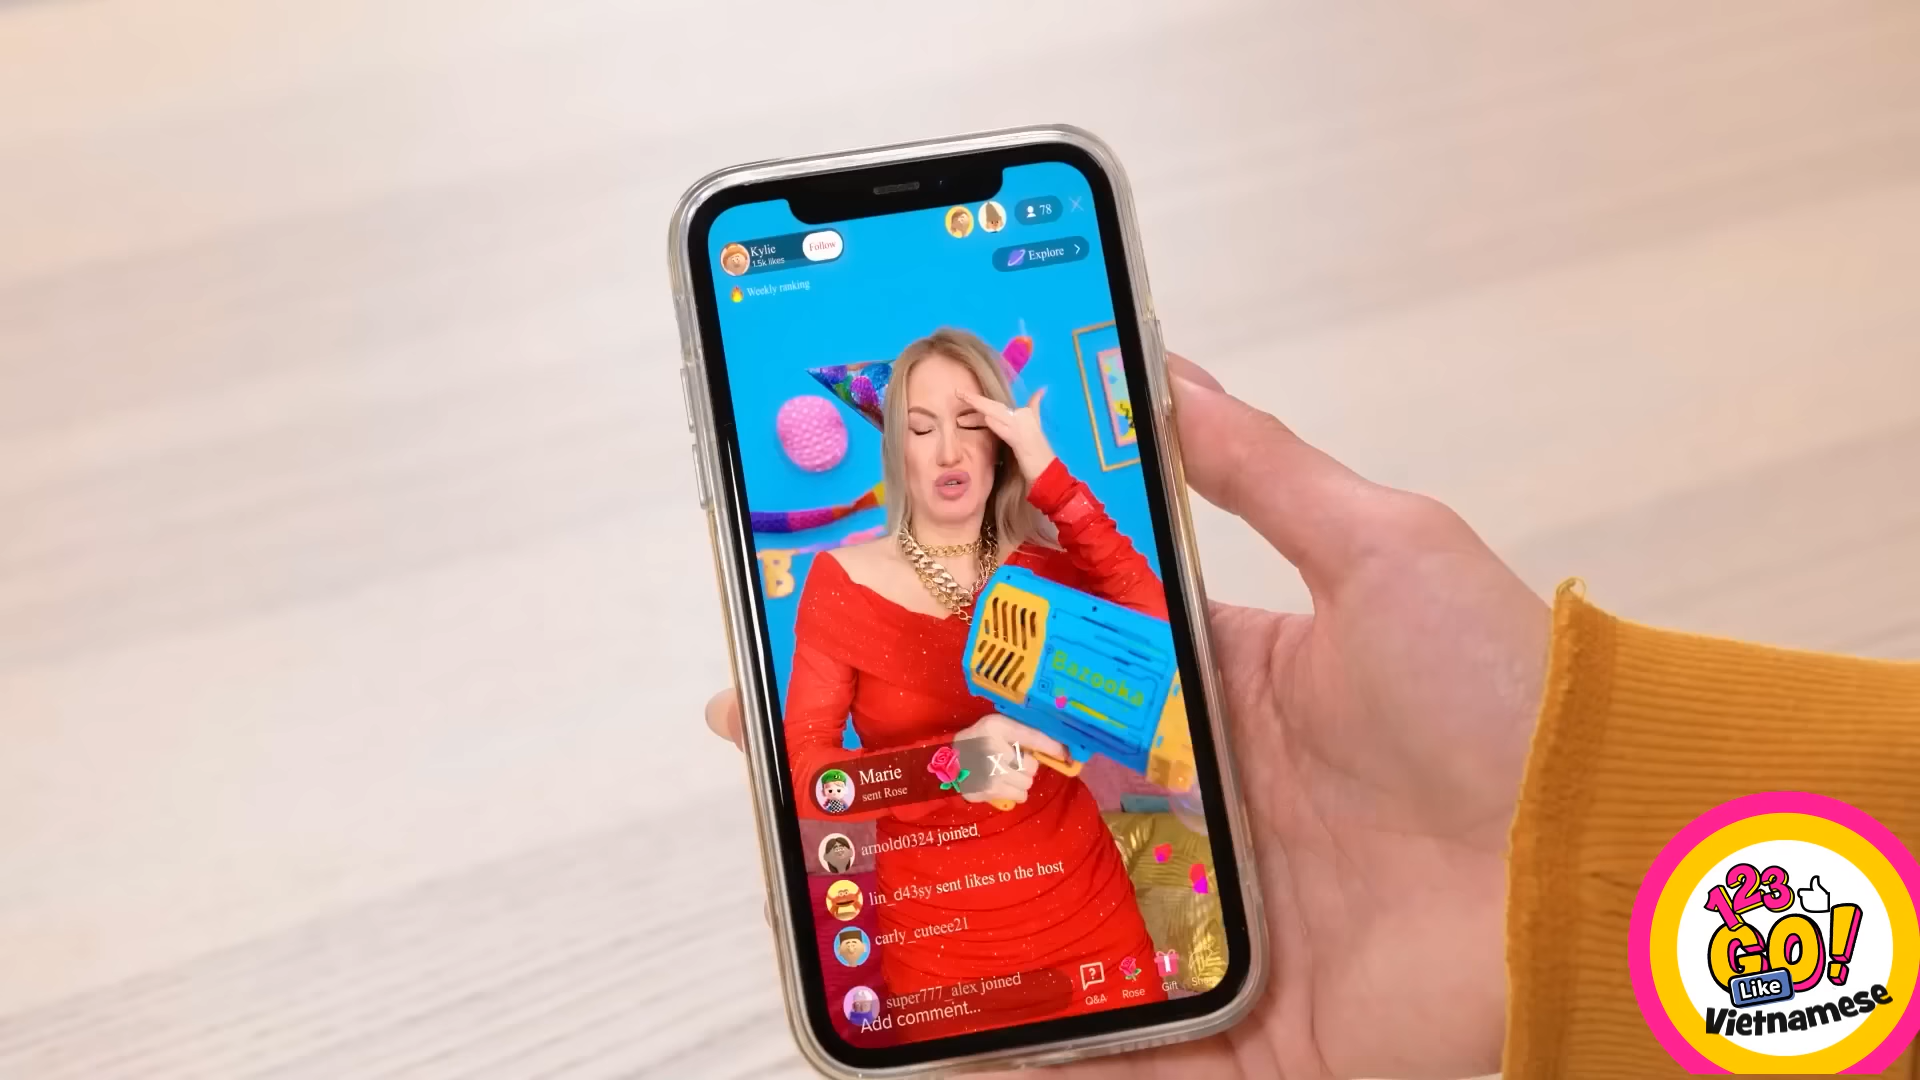 78
Kylie
Follow
1.5k likes
Explore
Weekly ranking
B
Bazooka
Marie
x1
sent Rose
arnold0324 joined
lin_d43sy sent likes to the host
carly_cuteee21
super777_alex joined
Add comment...
Q&A
Rose
Gift
123
GO!
Like
Vietnamese